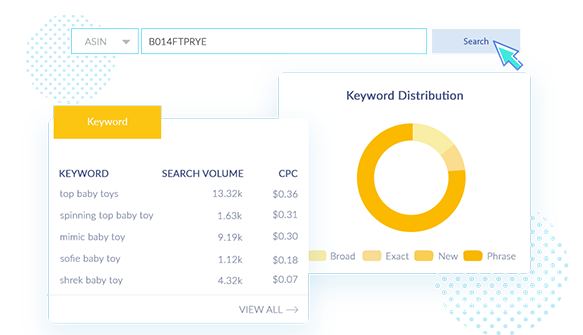 ASIN B014FTPRYE Search
Keyword Distribution
Keyword
KEYWORD SEARCH VOLUME CPC
top baby toys 13.32k $0.36
spinning top baby toy 1.63k $0.31
mimic baby toy 9.19k $0.30
sofie baby toy 1.12k $0.18
shrek baby toy 4.32k $0.07
Broad Exact New Phrase
VIEW ALL